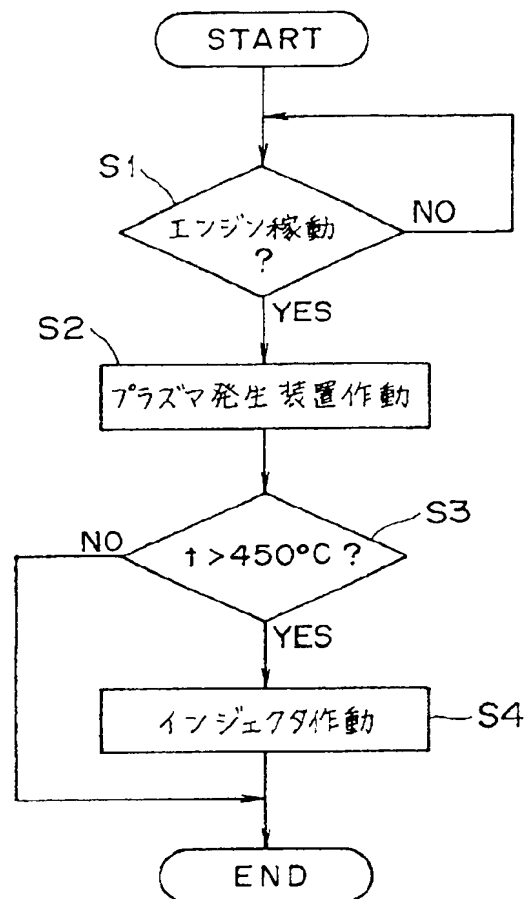 START
S1
エンジン稼動
?
NO
YES
S2
プラズマ発生装置作動
S3
NO
t>450°C?
YES
インジェクタ作動
S4
END